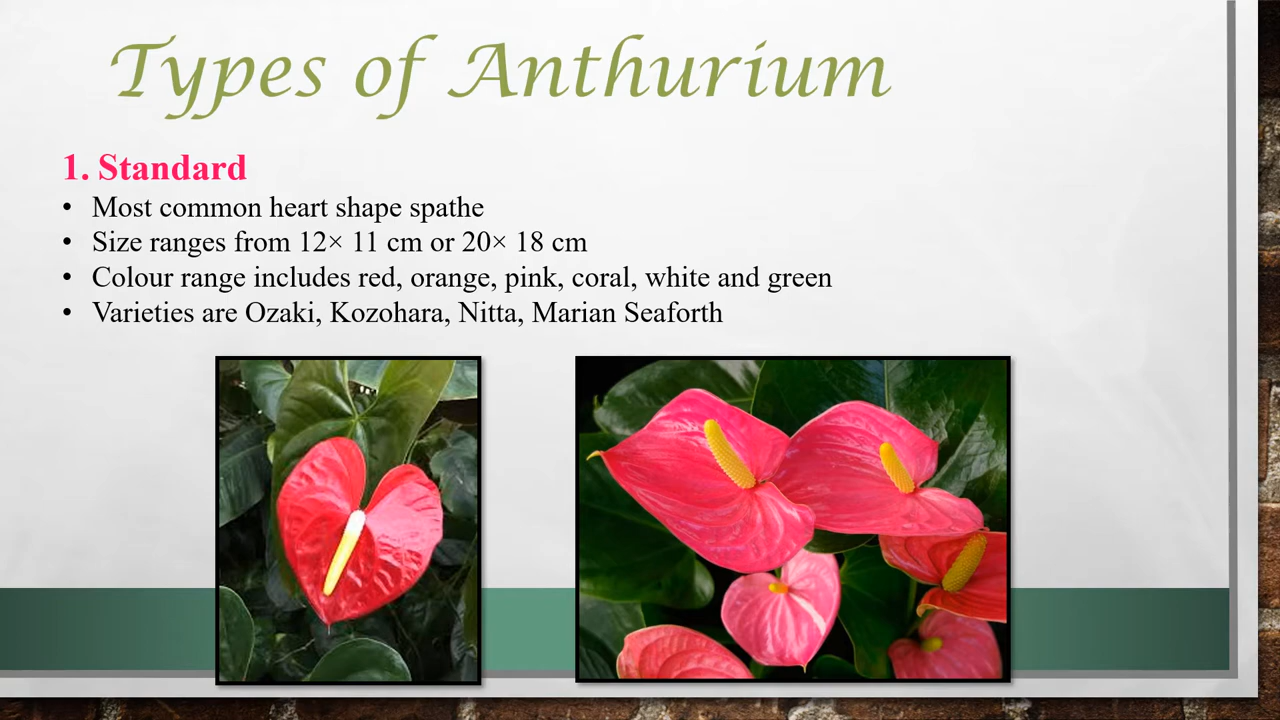 Types of Anthurium
1. Standard
• Most common heart shape spathe
• Size ranges from 12× 11 cm or 20× 18 cm
• Colour range includes red, orange, pink, coral, white and green
• Varieties are Ozaki, Kozohara, Nitta, Marian Seaforth